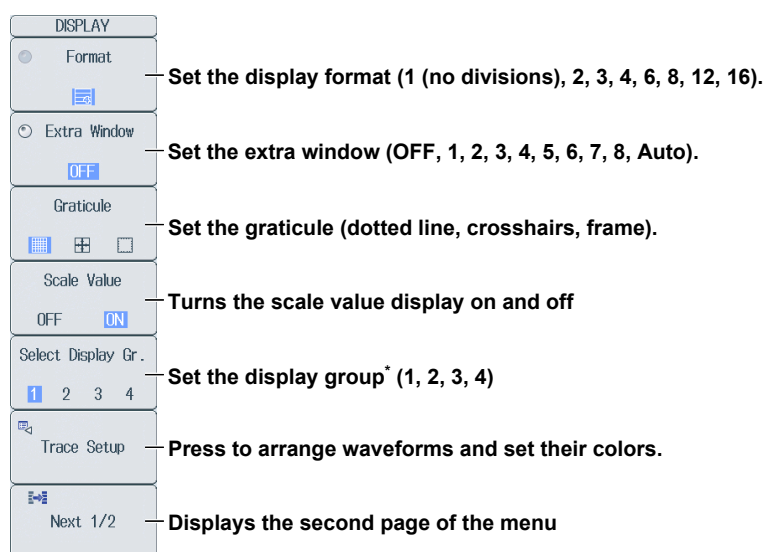 DISPLAY
Format
Set the display format (1 (no divisions), 2, 3, 4, 6, 8, 12, 16).
Extra Window
OFF
Set the extra window (OFF, 1, 2, 3, 4, 5, 6, 7, 8, Auto).
Graticule
Set the graticule (dotted line, crosshairs, frame).
Scale Value
OFF ON
Turns the scale value display on and off
Select Display Gr.
1 2 3 4
Set the display group* (1, 2, 3, 4)
Trace Setup
Press to arrange waveforms and set their colors.
Next 1/2
Displays the second page of the menu